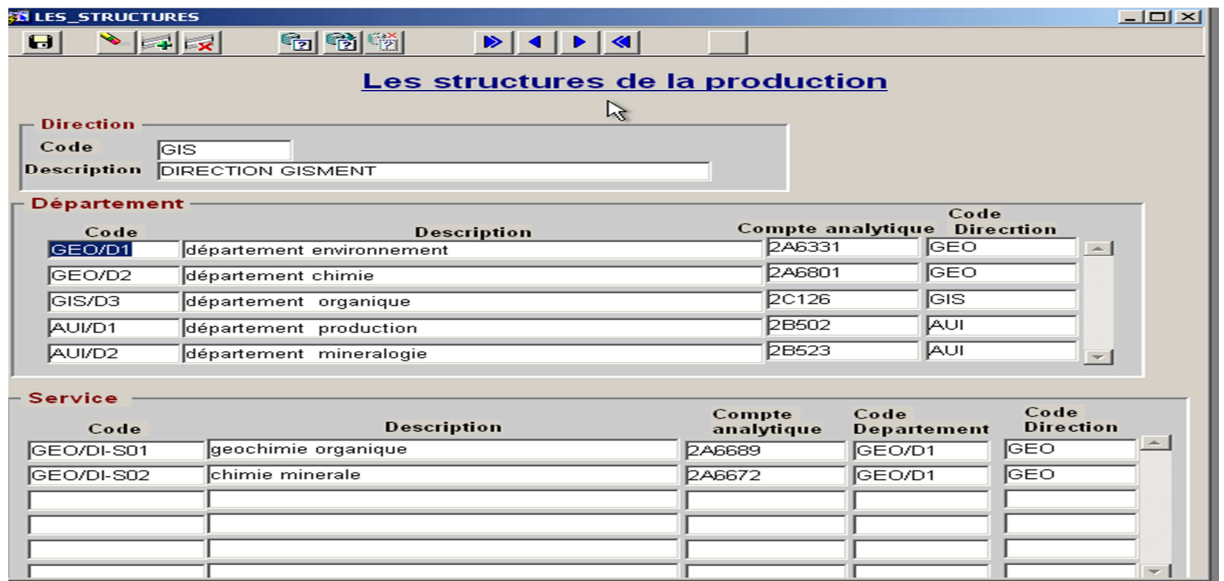 LES_STRUCTURES
Les structures de la production
Direction
Code GIS
Description DIRECTION GISMENT
Département
Code Description Compte analytique Code Direcrtion
GEO/D1 département environnement 2A6331 GEO
GEO/D2 département chimie 2A6801 GEO
GIS/D3 département organique 2C126 GIS
AUI/D1 département production 2B502 AUI
AUI/D2 département mineralogie 2B523 AUI
Service
Code Description Compte analytique Code Departement Code Direction
GEO/DI-S01 geochimie organique 2A6689 GEO/D1 GEO
GEO/DI-S02 chimie minerale 2A6672 GEO/D1 GEO